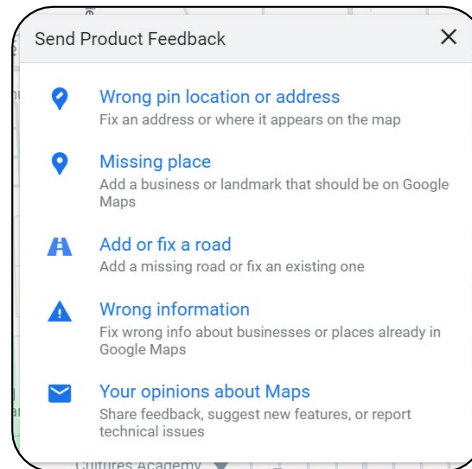 Send Product Feedback
Wrong pin location or address
Fix an address or where it appears on the map
Missing place
Add a business or landmark that should be on Google
Maps
Add or fix a road
Add a missing road or fix an existing one
Wrong information
Fix wrong info about businesses or places already in
Google Maps
Your opinions about Maps
Share feedback, suggest new features, or report
technical issues
Cultures Academy